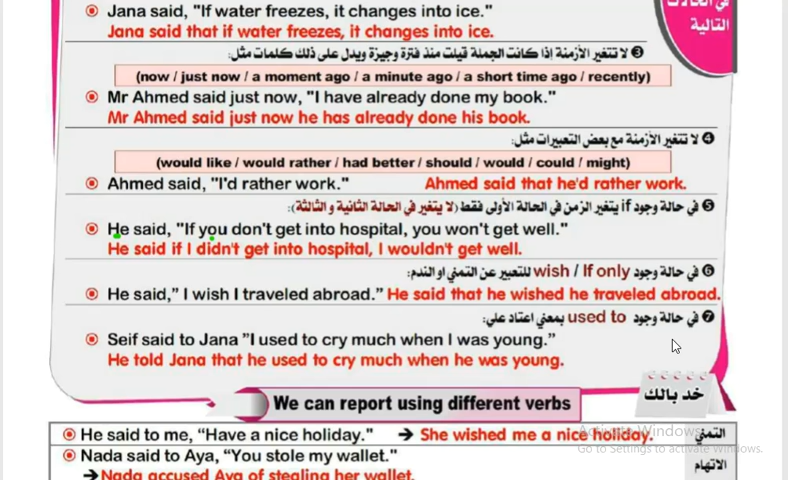 في الحالات
التالية
Jana said, "If water freezes, it changes into ice."
Jana said that if water freezes, it changes into ice.
❸ لا تتغير الأزمنة إذا كانت الجملة قيلت منذ فترة وجيزة ويدل على ذلك كلمات مثل:
(now / just now / a moment ago / a minute ago / a short time ago / recently)
Mr Ahmed said just now, "I have already done my book."
Mr Ahmed said just now he has already done his book.
❹ لا تتغير الأزمنة مع بعض التعبيرات مثل:
(would like / would rather / had better / should / would / could / might)
Ahmed said, "I'd rather work." Ahmed said that he'd rather work.
❺ في حالة وجود if يتغير الزمن في الحالة الأولى فقط (لا يتغير في الحالة الثانية و الثالثة):
He said, "If you don't get into hospital, you won't get well."
He said if I didn't get into hospital, I wouldn't get well.
❻ في حالة وجود wish / If only للتعبير عن التمني او الندم:
He said,” I wish I traveled abroad.” He said that he wished he traveled abroad.
❼ في حالة وجود used to بمعني اعتاد علي:
Seif said to Jana ”I used to cry much when I was young.”
He told Jana that he used to cry much when he was young.
خد بالك
We can report using different verbs
He said to me, “Have a nice holiday." → She wished me a nice holiday. التمني
Activate Windows
Go to Settings to activate Windows.
Nada said to Aya, “You stole my wallet." الاتهام
→Nada accused Aya of stealing her wallet.